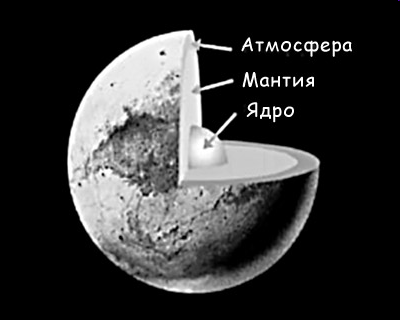 Атмосфера
Мантия
Ядро